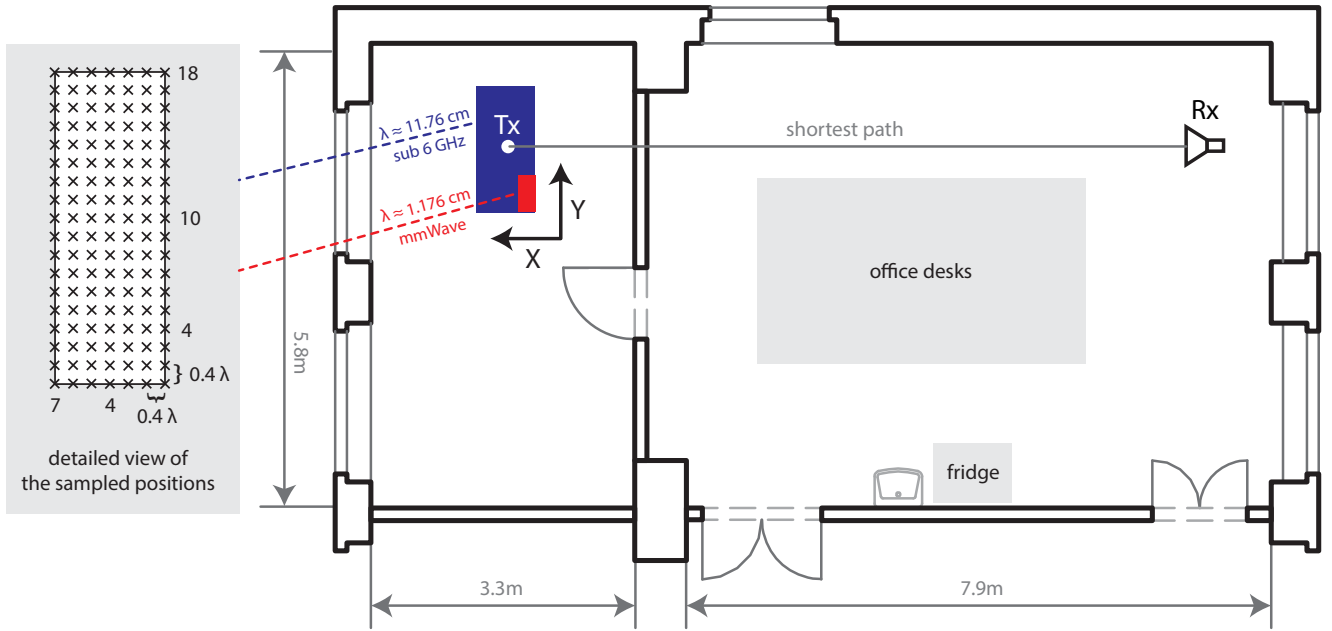 18
10
4
} 0.4 λ
7 4
0.4 λ
detailed view of
the sampled positions
λ ≈ 11.76 cm
sub 6 GHz
λ ≈ 1.176 cm
mmWave
Tx
Y
X
shortest path
Rx
office desks
5.8m
fridge
3.3m
7.9m